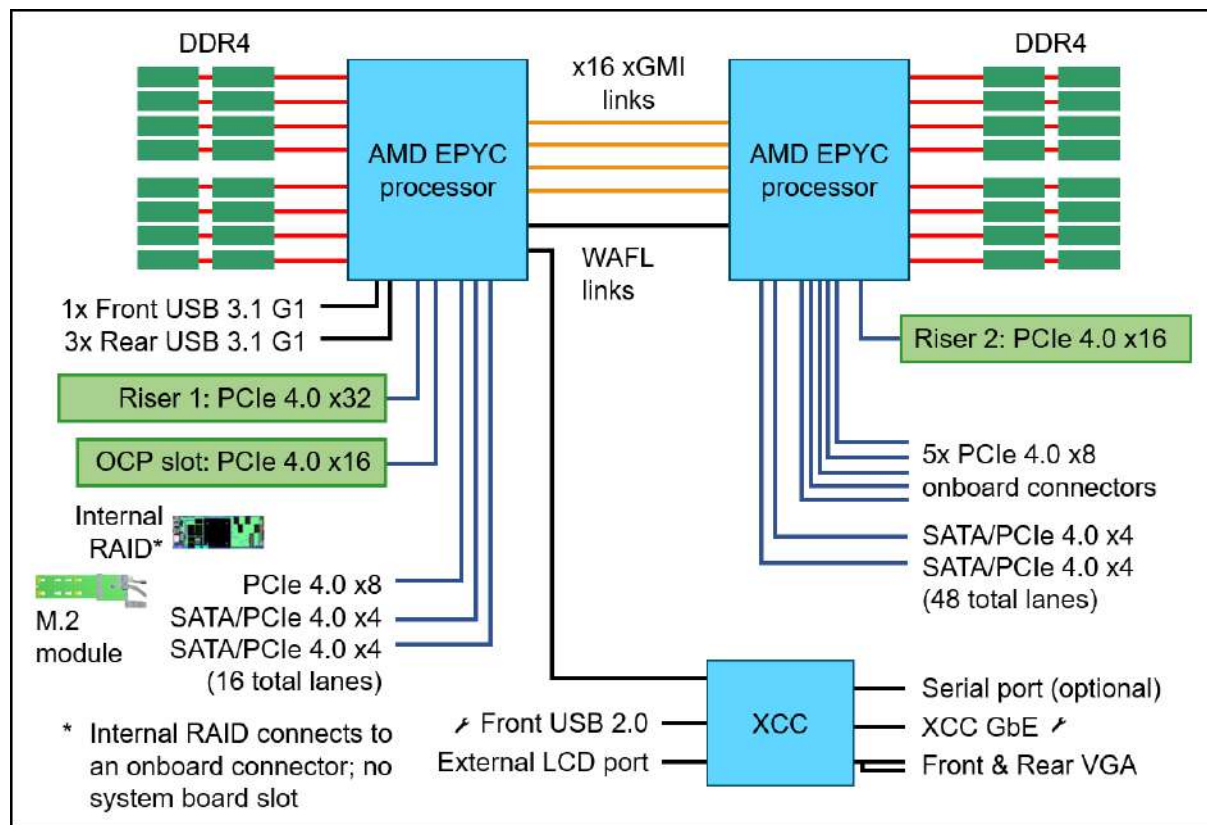 DDR4
x16 xGMI
links
DDR4
AMD EPYC
processor
AMD EPYC
processor
WAFL
links
1x Front USB 3.1 G1
3x Rear USB 3.1 G1
Riser 1: PCIe 4.0 x32
OCP slot: PCIe 4.0 x16
Internal
RAID*
M.2
module
PCIe 4.0 x8
SATA/PCIe 4.0 x4
SATA/PCIe 4.0 x4
(16 total lanes)
* Internal RAID connects to
an onboard connector; no
system board slot
Riser 2: PCIe 4.0 x16
5x PCIe 4.0 x8
onboard connectors
SATA/PCIe 4.0 x4
SATA/PCIe 4.0 x4
(48 total lanes)
XCC
Front USB 2.0
External LCD port
Serial port (optional)
XCC GbE
Front & Rear VGA